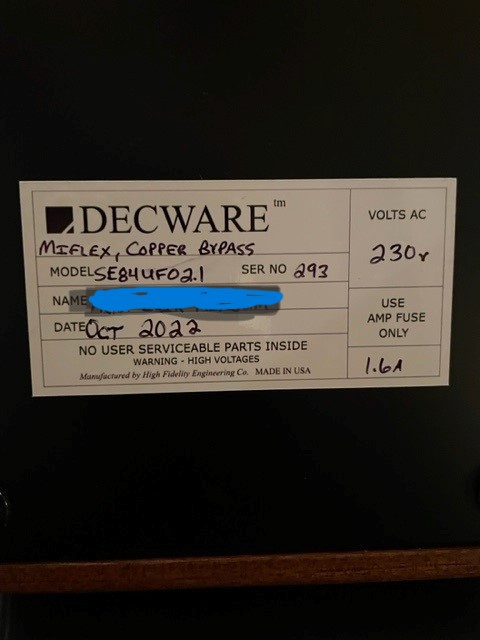 DECWARE tm
MIFLEX, COPPER BYPASS
MODEL SE84UFO2.1 SER NO 293
NAME
DATE OCT 2022
NO USER SERVICEABLE PARTS INSIDE
WARNING - HIGH VOLTAGES
Manufactured by High Fidelity Engineering Co. MADE IN USA
VOLTS AC
230v
USE
AMP FUSE
ONLY
1.6A